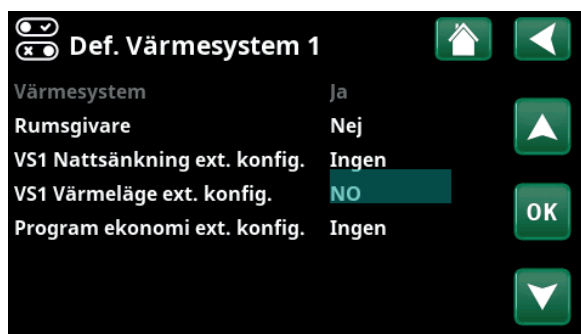 Def. Värmesystem 1
Värmesystem Ja
Rumsgivare Nej
VS1 Nattsänkning ext. konfig. Ingen
VS1 Värmeläge ext. konfig. NO
OK
Program ekonomi ext. konfig. Ingen